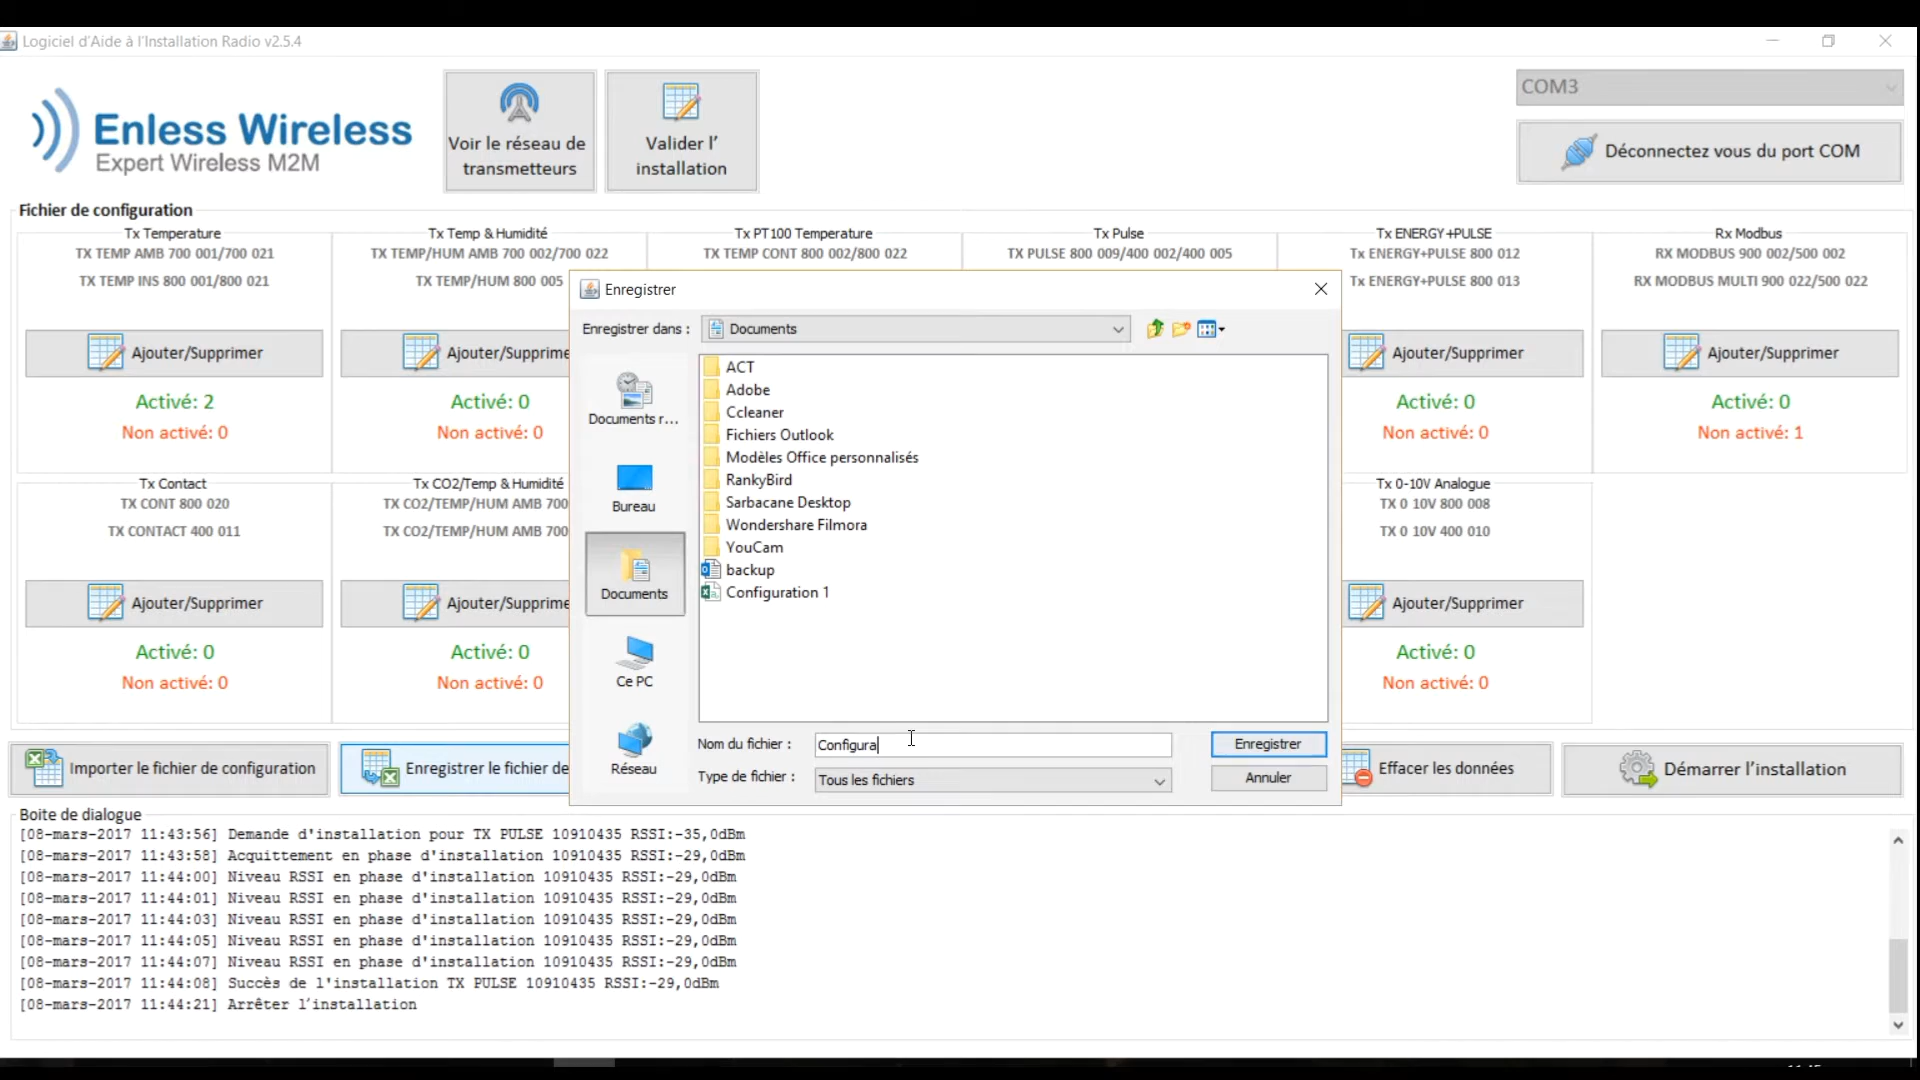 Logiciel d'Aide à l'Installation Radio v2.5.4
Enless Wireless
Expert Wireless M2M
Voir le réseau de
transmetteurs
Valider l'
installation
COM3
Déconnectez vous du port COM
Fichier de configuration
Tx Temperature
TX TEMP AMB 700 001/700 021
TX TEMP INS 800 001/800 021
Ajouter/Supprimer
Activé: 2
Non activé: 0
Tx Temp & Humidité
TX TEMP/HUM AMB 700 002/700 022
TX TEMP/HUM 800 005
Ajouter/Supprime
Activé: 0
Non activé: 0
Tx PT100 Temperature
TX TEMP CONT 800 002/800 022
Tx Pulse
TX PULSE 800 009/400 002/400 005
Tx ENERGY+PULSE
Tx ENERGY+PULSE 800 012
Tx ENERGY+PULSE 800 013
Ajouter/Supprimer
Activé: 0
Non activé: 0
Rx Modbus
RX MODBUS 900 002/500 002
RX MODBUS MULTI 900 022/500 022
Ajouter/Supprimer
Activé: 0
Non activé: 1
Tx Contact
TX CONT 800 020
TX CONTACT 400 011
Ajouter/Supprimer
Activé: 0
Non activé: 0
Tx CO2/Temp & Humidité
TX CO2/TEMP/HUM AMB 700
TX CO2/TEMP/HUM AMB 700
Ajouter/Supprime
Activé: 0
Non activé: 0
Tx 0-10V Analogue
TX 0 10V 800 008
TX 0 10V 400 010
Ajouter/Supprimer
Activé: 0
Non activé: 0
Enregistrer
Enregistrer dans :
Documents
Documents r...
Bureau
Documents
Ce PC
Réseau
ACT
Adobe
Ccleaner
Fichiers Outlook
Modèles Office personnalisés
RankyBird
Sarbacane Desktop
Wondershare Filmora
YouCam
backup
Configuration 1
Nom du fichier :
Configura
Enregistrer
Type de fichier :
Tous les fichiers
Annuler
Importer le fichier de configuration
Enregistrer le fichier de
Effacer les données
Démarrer l'installation
Boite de dialogue
[08-mars-2017 11:43:56] Demande d'installation pour TX PULSE 10910435 RSSI:-35,0dBm
[08-mars-2017 11:43:58] Acquittement en phase d'installation 10910435 RSSI:-29,0dBm
[08-mars-2017 11:44:00] Niveau RSSI en phase d'installation 10910435 RSSI:-29,0dBm
[08-mars-2017 11:44:01] Niveau RSSI en phase d'installation 10910435 RSSI:-29,0dBm
[08-mars-2017 11:44:03] Niveau RSSI en phase d'installation 10910435 RSSI:-29,0dBm
[08-mars-2017 11:44:05] Niveau RSSI en phase d'installation 10910435 RSSI:-29,0dBm
[08-mars-2017 11:44:07] Niveau RSSI en phase d'installation 10910435 RSSI:-29,0dBm
[08-mars-2017 11:44:08] Succès de l'installation TX PULSE 10910435 RSSI:-29,0dBm
[08-mars-2017 11:44:21] Arrêter l'installation